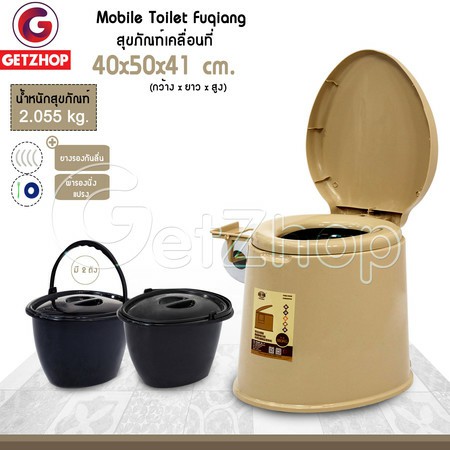 GETZHOP
Mobile Toilet Fuqiang
สุขภัณฑ์เคลื่อนที่
40x50x41 cm.
(กว้าง x ยาว x สูง)
น้ำหนักสุขภัณฑ์
2.055 kg.
ยางรองกันลื่น
ผ้ารองนั่ง
แปรง
GetZhop
มี 2 ถัง